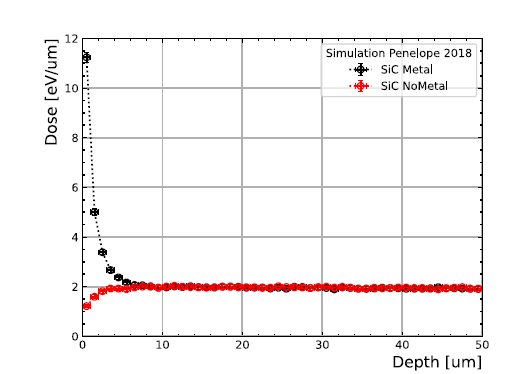 Simulation Penelope 2018
SiC Metal
SiC NoMetal
Dose [eV/um]
12
10
8
6
4
2
0
0 10 20 30 40 50
Depth [um]